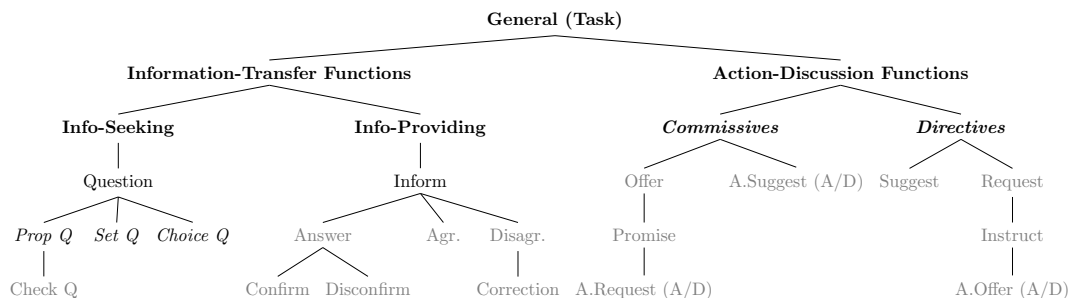 General (Task)
Information-Transfer Functions Action-Discussion Functions
Info-Seeking Info-Providing Commissives Directives
Question Inform Offer A.Suggest (A/D) Suggest Request
Prop Q Set Q Choice Q Answer Agr. Disagr. Promise Instruct
Check Q Confirm Disconfirm Correction A.Request (A/D) A.Offer (A/D)